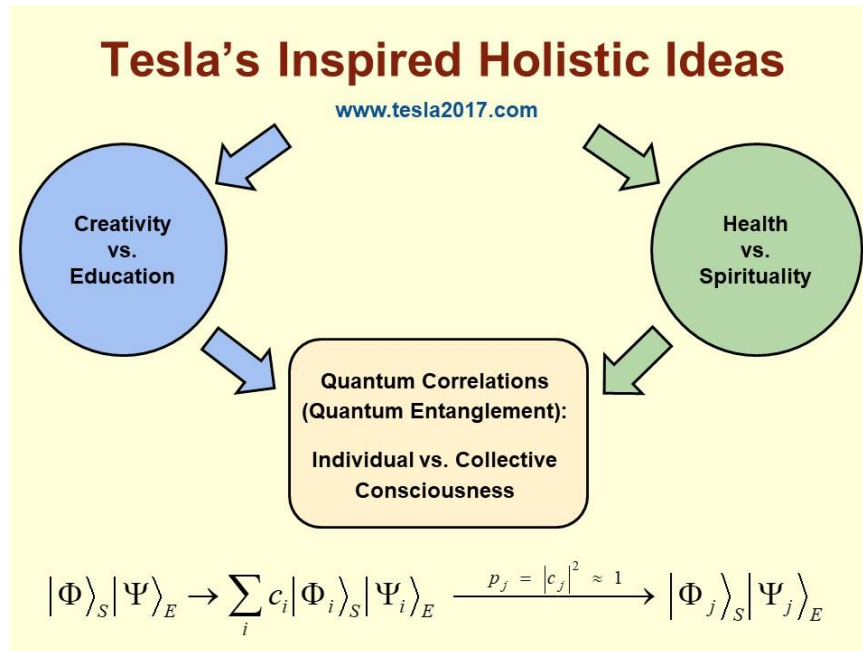 Tesla's Inspired Holistic Ideas
www.tesla2017.com
Creativity
vs.
Education
Health
vs.
Spirituality
Quantum Correlations
(Quantum Entanglement):
Individual vs. Collective
Consciousness
|Φ⟩_S|Ψ⟩_E → ∑_i c_i|Φ_i⟩_S|Ψ_i⟩_E —p_j = |c_j|² ≈ 1→ |Φ_j⟩_S|Ψ_j⟩_E